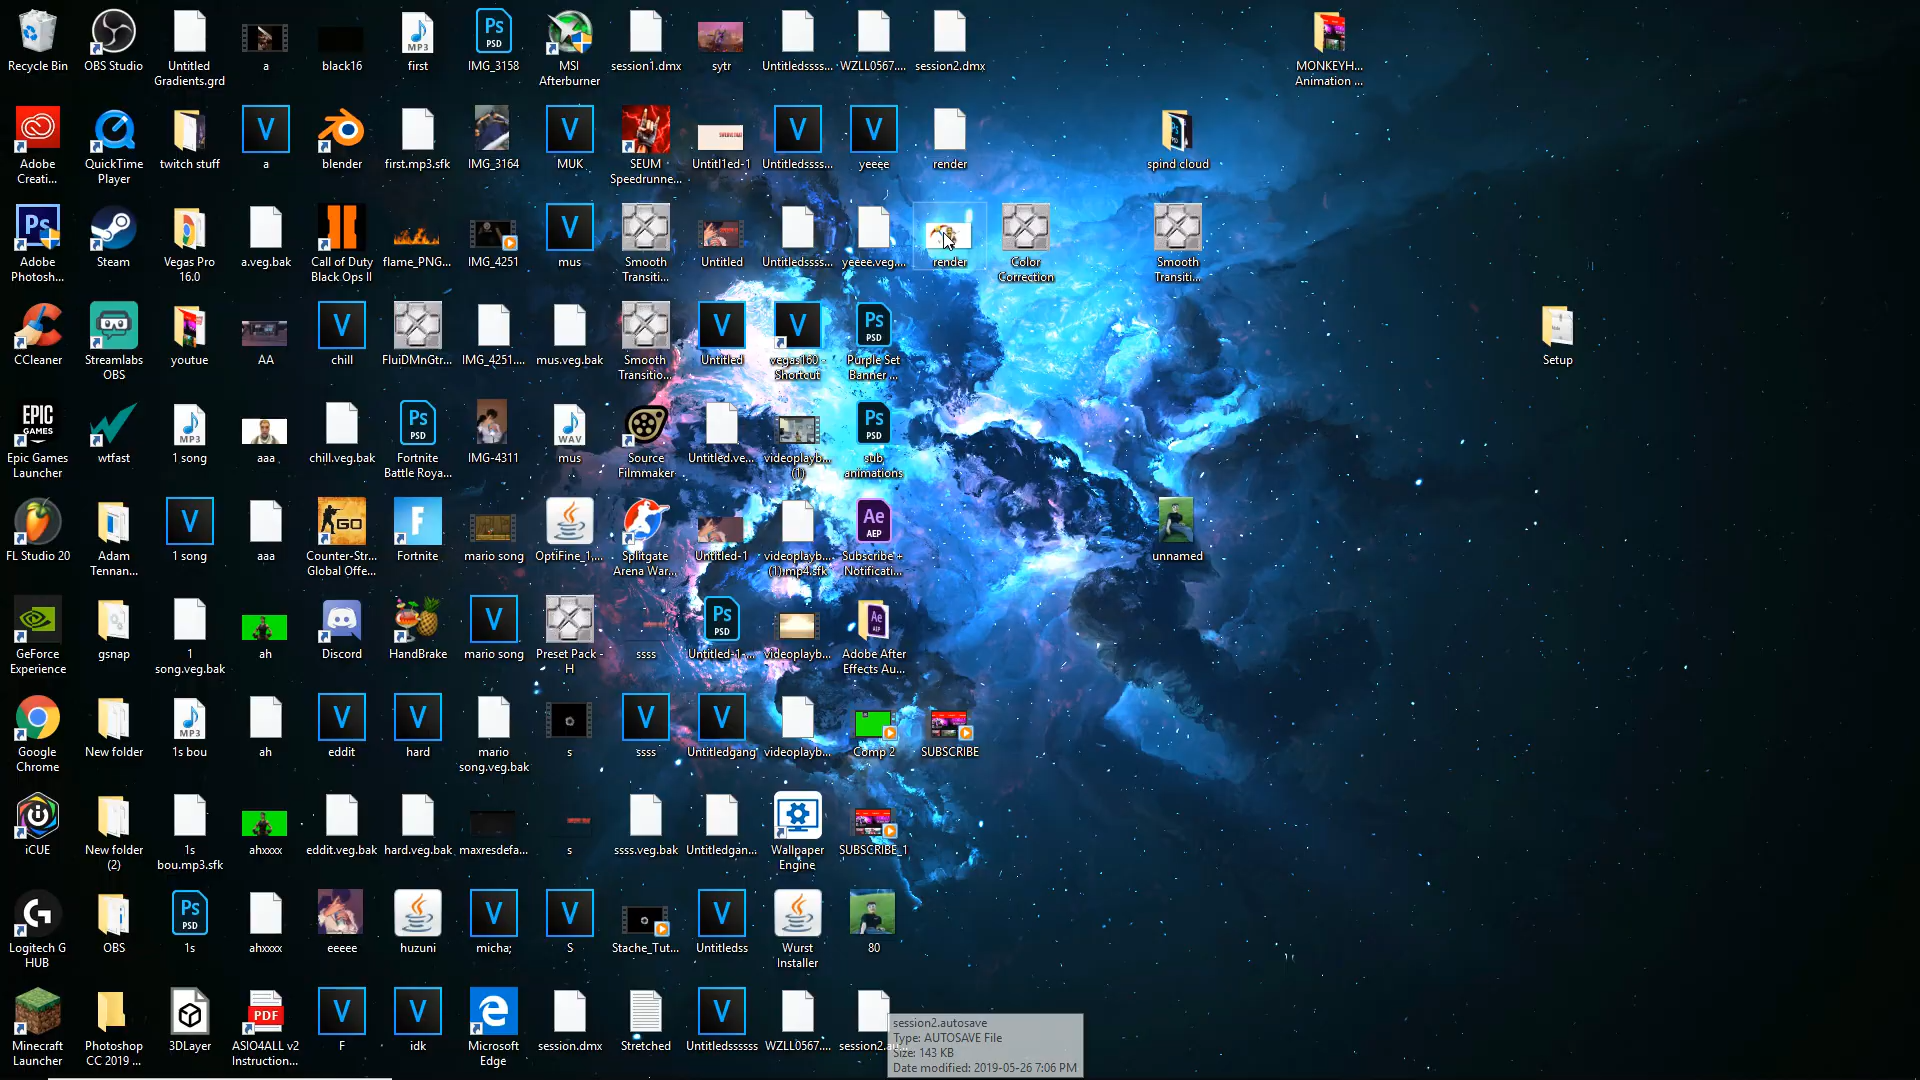 Recycle Bin
OBS Studio
Untitled
Gradients.grd
a
black16
first
IMG_3158
MSI
Afterburner
session1.dmx
sytr
Untitledssss...
WZLL0567....
session2.dmx
MONKEYH...
Animation ...
Adobe
Creati...
QuickTime
Player
twitch stuff
a
blender
first.mp3.sfk
IMG_3164
MUK
SEUM
Speedrunne...
Untitl1ed-1
Untitledssss...
yeeee
render
spind cloud
Adobe
Photosh...
Steam
Vegas Pro
16.0
a.veg.bak
Call of Duty
Black Ops II
flame_PNG...
IMG_4251
mus
Smooth
Transiti...
Untitled
Untitledssss...
yeeee.veg....
render
Color
Correction
Smooth
Transiti...
CCleaner
Streamlabs
OBS
youtue
AA
chill
FluiDMnGtr...
IMG_4251....
mus.veg.bak
Smooth
Transitio...
Untitled
vegas160 -
Shortcut
Purple Set
Banner ...
Setup
Epic Games
Launcher
wtfast
1 song
aaa
chill.veg.bak
Fortnite
Battle Roya...
IMG-4311
mus
Source
Filmmaker
Untitled.ve...
videoplayb...
(1)
sub
animations
FL Studio 20
Adam
Tennan...
1 song
aaa
Counter-Str...
Global Offe...
Fortnite
mario song
OptiFine_1....
Splitgate
Arena War...
Untitled-1
videoplayb...
(1).mp4.sfk
Subscribe +
Notificati...
unnamed
GeForce
Experience
gsnap
1
song.veg.bak
ah
Discord
HandBrake
mario song
Preset Pack -
H
ssss
Untitled-1-...
videoplayb...
Adobe After
Effects Au...
Google
Chrome
New folder
1s bou
ah
eddit
hard
mario
song.veg.bak
s
ssss
Untitledgang
videoplayb...
Comp 2
SUBSCRIBE
iCUE
New folder
(2)
1s
bou.mp3.sfk
ahxxxx
eddit.veg.bak
hard.veg.bak
maxresdefa...
s
ssss.veg.bak
Untitledgan...
Wallpaper
Engine
SUBSCRIBE_1
Logitech G
HUB
OBS
1s
ahxxxx
eeeee
huzuni
micha;
S
Stache_Tut...
Untitledss
Wurst
Installer
80
Minecraft
Launcher
Photoshop
CC 2019 ...
3DLayer
ASIO4ALL v2
Instruction...
F
idk
Microsoft
Edge
session.dmx
Stretched
Untitledssssss
WZLL0567....
session2.au...
session2.autosave
Type: AUTOSAVE File
Size: 143 KB
Date modified: 2019-05-26 7:06 PM